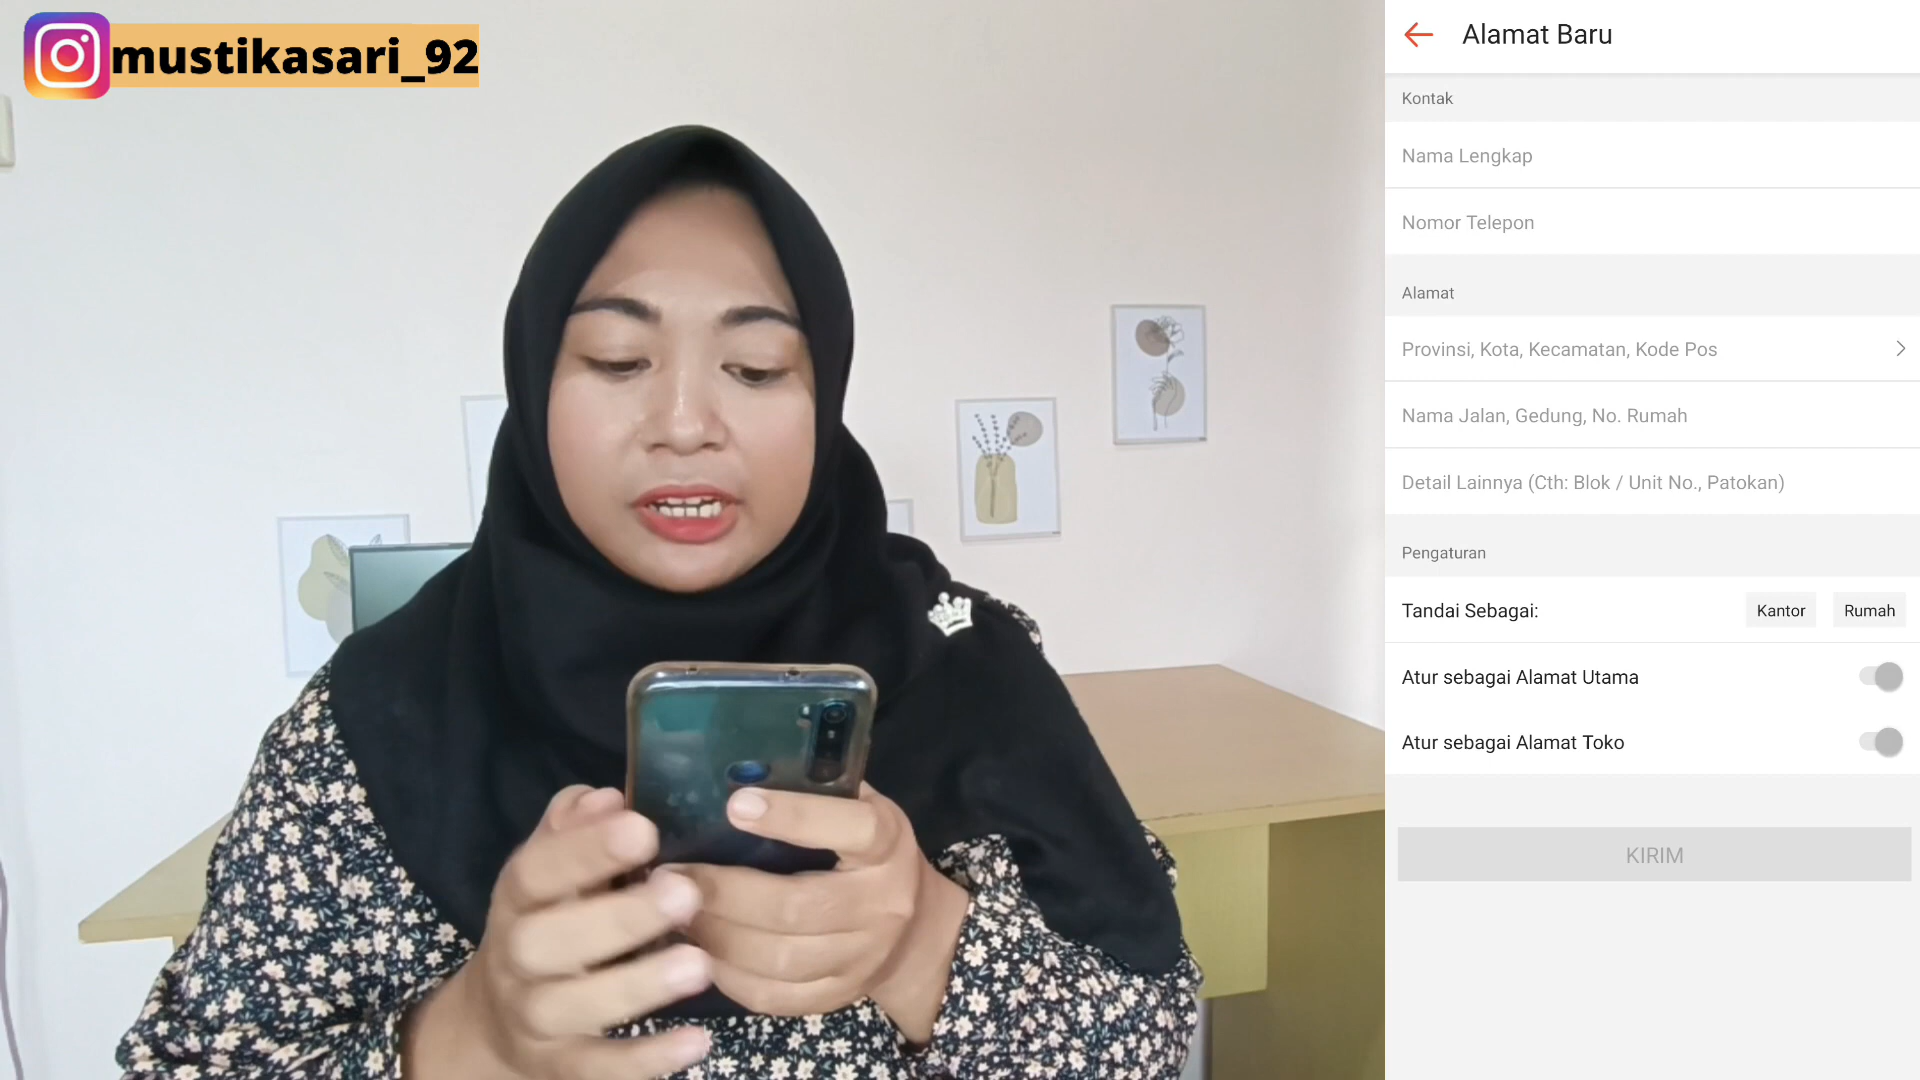 mustikasari_92
Alamat Baru
Kontak
Nama Lengkap
Nomor Telepon
Alamat
Provinsi, Kota, Kecamatan, Kode Pos
Nama Jalan, Gedung, No. Rumah
Detail Lainnya (Cth: Blok / Unit No., Patokan)
Pengaturan
Tandai Sebagai:
Kantor
Rumah
Atur sebagai Alamat Utama
Atur sebagai Alamat Toko
KIRIM